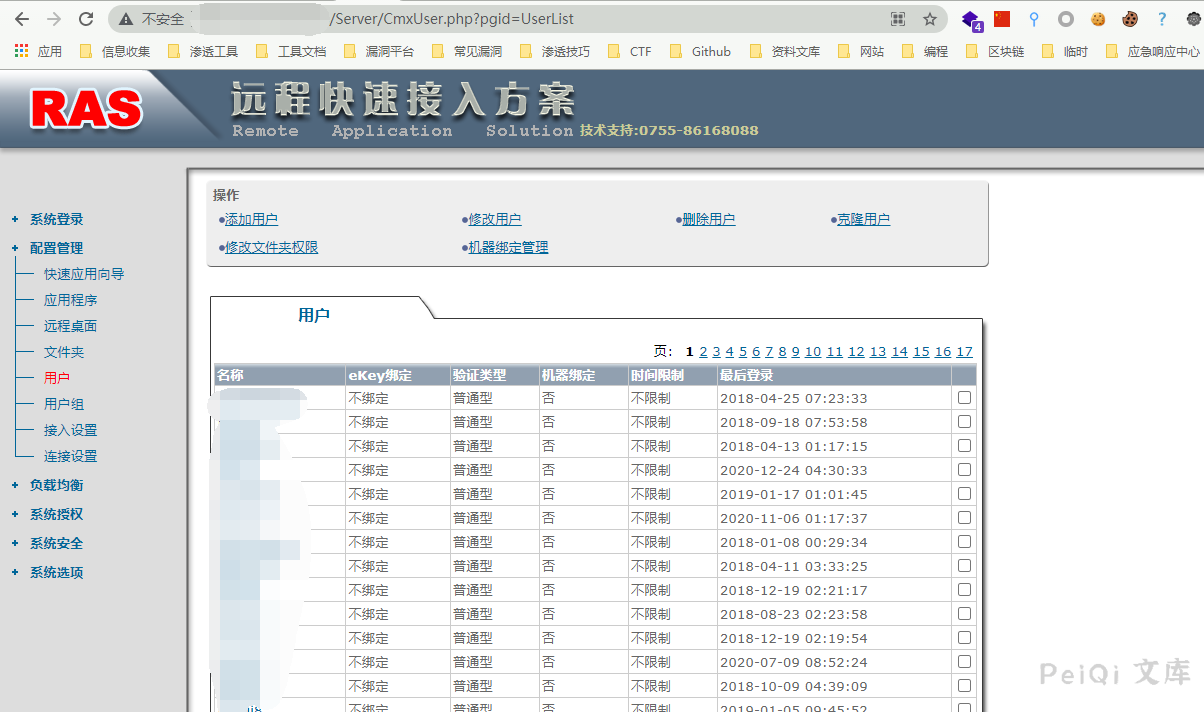 不安全 /Server/CmxUser.php?pgid=UserList
4
应用 信息收集 渗透工具 工具文档 漏洞平台 常见漏洞 渗透技巧 CTF Github 资料文库 网站 编程 区块链 临时 应急响应中心
RAS
远程快速接入方案
Remote Application Solution 技术支持:0755-86168088
操作
添加用户 修改用户 删除用户 克隆用户
修改文件夹权限 机器绑定管理
系统登录
配置管理
快速应用向导
应用程序
远程桌面
文件夹
用户
用户组
接入设置
连接设置
负载均衡
系统授权
系统安全
系统选项
用户
页: 1 2 3 4 5 6 7 8 9 10 11 12 13 14 15 16 17
名称 eKey绑定 验证类型 机器绑定 时间限制 最后登录
不绑定 普通型 否 不限制 2018-04-25 07:23:33
不绑定 普通型 否 不限制 2018-09-18 07:53:58
不绑定 普通型 否 不限制 2018-04-13 01:17:15
不绑定 普通型 否 不限制 2020-12-24 04:30:33
不绑定 普通型 否 不限制 2019-01-17 01:01:45
不绑定 普通型 否 不限制 2020-11-06 01:17:37
不绑定 普通型 否 不限制 2018-01-08 00:29:34
不绑定 普通型 否 不限制 2018-04-11 03:33:25
不绑定 普通型 否 不限制 2018-12-19 02:21:17
不绑定 普通型 否 不限制 2018-08-23 02:23:58
不绑定 普通型 否 不限制 2018-12-19 02:19:54
不绑定 普通型 否 不限制 2020-07-09 08:52:24
不绑定 普通型 否 不限制 2018-10-09 04:39:09
不绑定 普通型 否 不限制 2019-01-05 09:45:52
PeiQi 文库